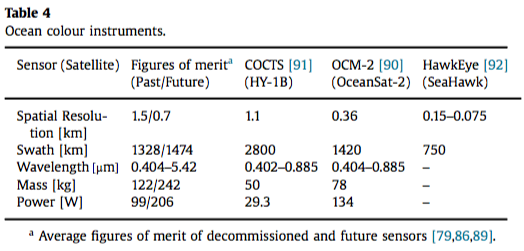 Table 4
Ocean colour instruments.
Sensor (Satellite) Figures of meritᵃ COCTS [91] OCM-2 [90] HawkEye [92]
(Past/Future) (HY-1B) (OceanSat-2) (SeaHawk)
Spatial Resolu- 1.5/0.7 1.1 0.36 0.15–0.075
tion [km]
Swath [km] 1328/1474 2800 1420 750
Wavelength [μm] 0.404–5.42 0.402–0.885 0.404–0.885 –
Mass [kg] 122/242 50 78 –
Power [W] 99/206 29.3 134 –
ᵃ Average figures of merit of decommissioned and future sensors [79,86,89].